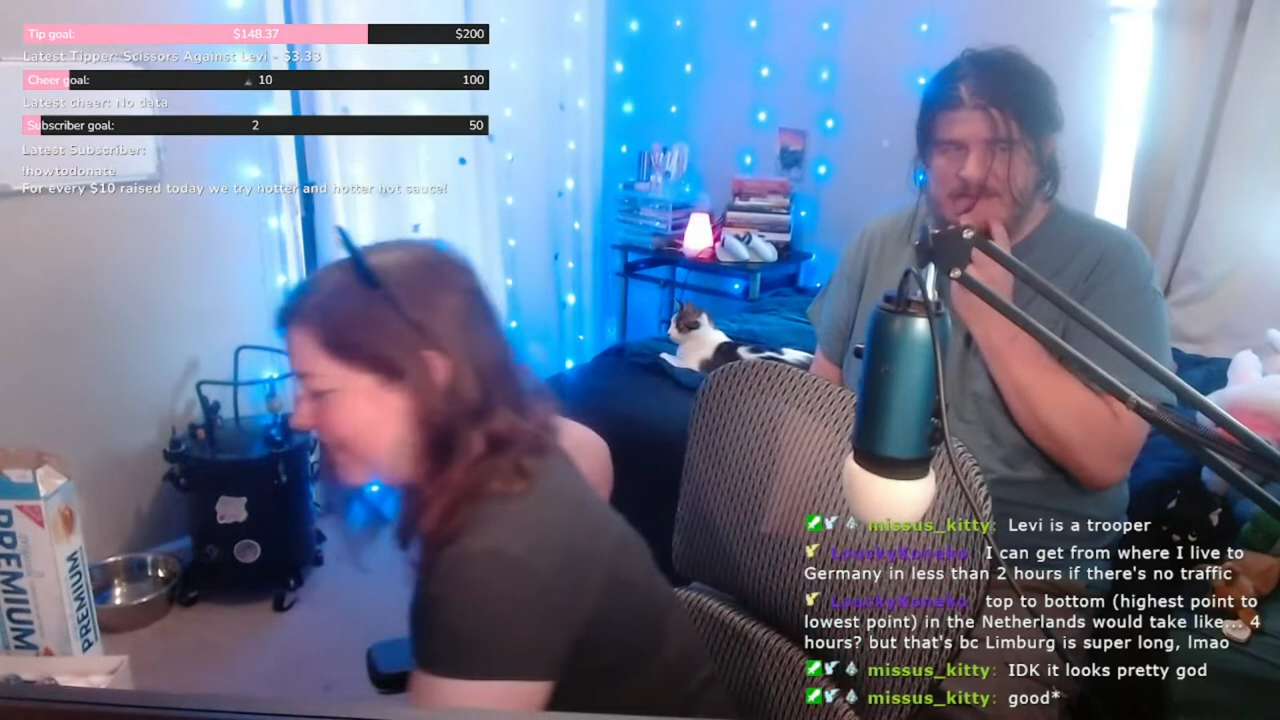 Tip goal: $148.37 $200
Latest Tipper: Scissors Against Levi - $3.33
Cheer goal: 10 100
Latest cheer: No data
Subscriber goal: 2 50
Latest Subscriber:
!howtodonate
For every $10 raised today we try hotter and hotter hot sauce!
PREMIUM
PREMIUM
missus_kitty: Levi is a trooper
LoockyKoneko I can get from where I live to
Germany in less than 2 hours if there's no traffic
LoockyKoneko top to bottom (highest point to
lowest point) in the Netherlands would take like... 4
hours? but that's bc Limburg is super long, lmao
missus_kitty: IDK it looks pretty god
missus_kitty: good*